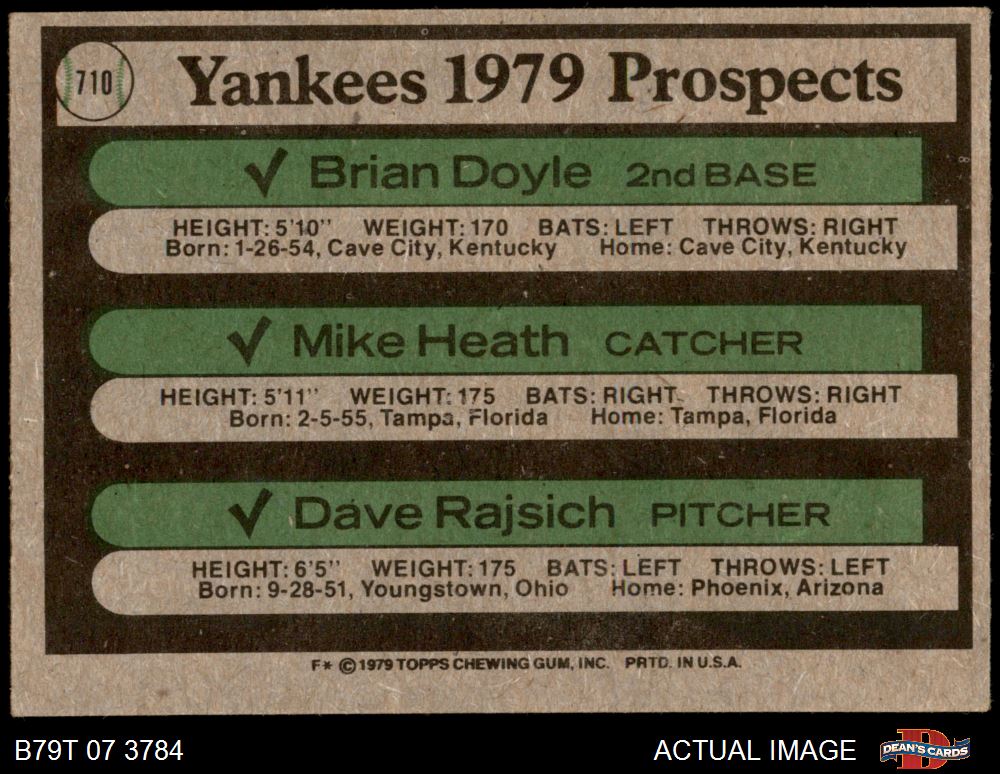 710
Yankees 1979 Prospects
✓ Brian Doyle 2nd BASE
HEIGHT: 5'10" WEIGHT: 170 BATS: LEFT THROWS: RIGHT
Born: 1-26-54, Cave City, Kentucky Home: Cave City, Kentucky
✓ Mike Heath CATCHER
HEIGHT: 5'11" WEIGHT: 175 BATS: RIGHT THROWS: RIGHT
Born: 2-5-55, Tampa, Florida Home: Tampa, Florida
✓ Dave Rajsich PITCHER
HEIGHT: 6'5" WEIGHT: 175 BATS: LEFT THROWS: LEFT
Born: 9-28-51, Youngstown, Ohio Home: Phoenix, Arizona
F* © 1979 TOPPS CHEWING GUM, INC. PRTD. IN U.S.A.
B79T 07 3784 ACTUAL IMAGE DEAN'S CARDS